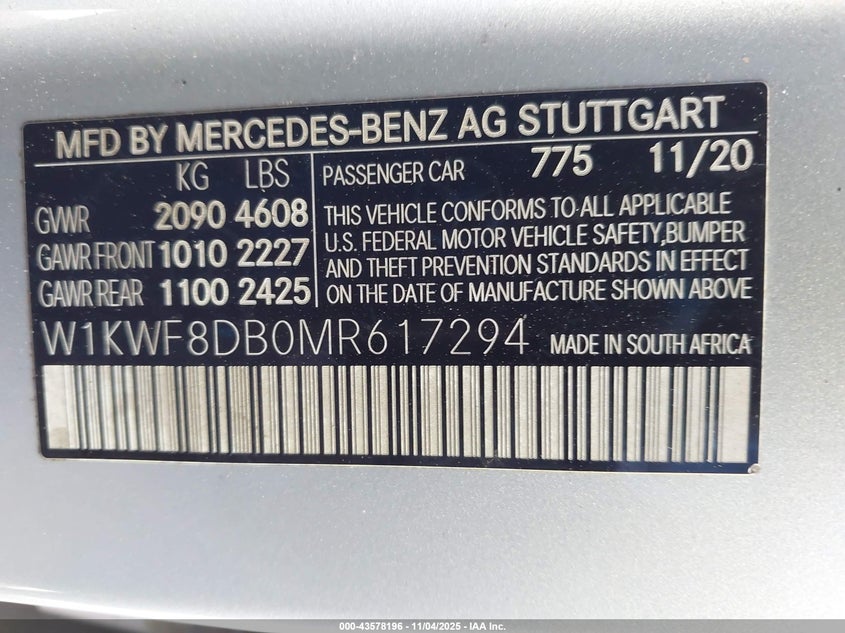 MFD BY MERCEDES-BENZ AG STUTTGART
KG LBS
GVWR 2090 4608
GAWR FRONT 1010 2227
GAWR REAR 1100 2425
PASSENGER CAR 775 11/20
THIS VEHICLE CONFORMS TO ALL APPLICABLE
U.S. FEDERAL MOTOR VEHICLE SAFETY,BUMPER
AND THEFT PREVENTION STANDARDS IN EFFECT
ON THE DATE OF MANUFACTURE SHOWN ABOVE
W1KWF8DB0MR617294 MADE IN SOUTH AFRICA
000-43578196 - 11/04/2025 - IAA Inc.